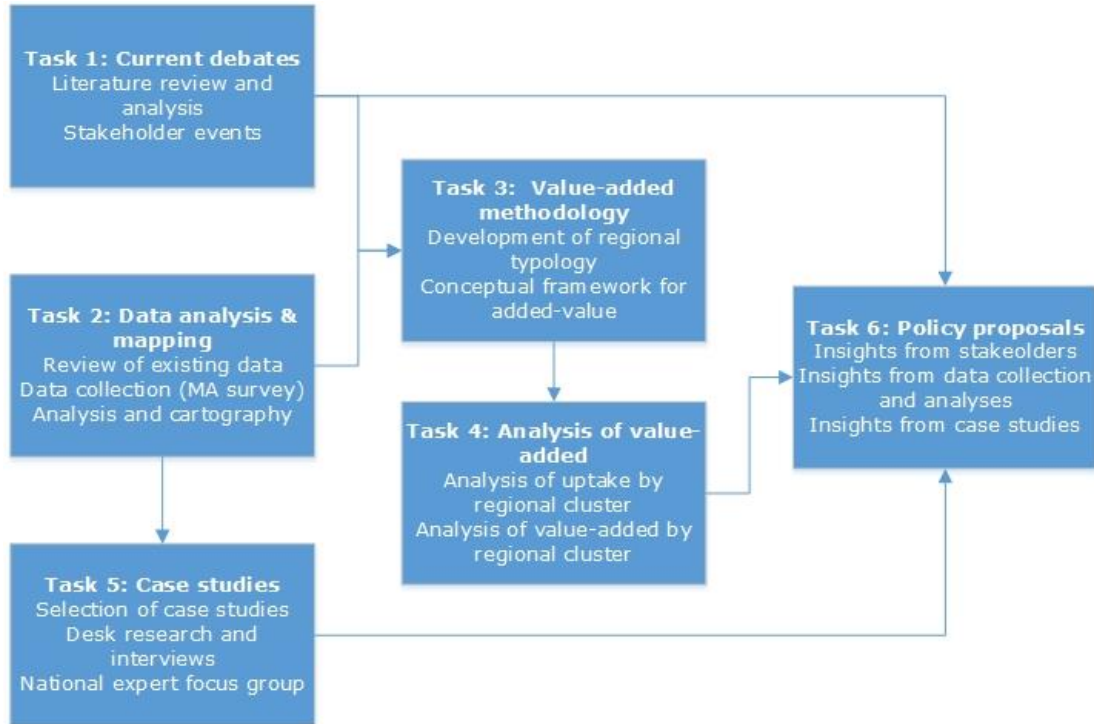 Task 1: Current debates
Literature review and
analysis
Stakeholder events
Task 2: Data analysis &
mapping
Review of existing data
Data collection (MA survey)
Analysis and cartography
Task 5: Case studies
Selection of case studies
Desk research and
interviews
National expert focus group
Task 3:  Value-added
methodology
Development of regional
typology
Conceptual framework for
added-value
Task 4: Analysis of value-
added
Analysis of uptake by
regional cluster
Analysis of value-added by
regional cluster
Task 6: Policy proposals
Insights from stakeolders
Insights from data collection
and analyses
Insights from case studies